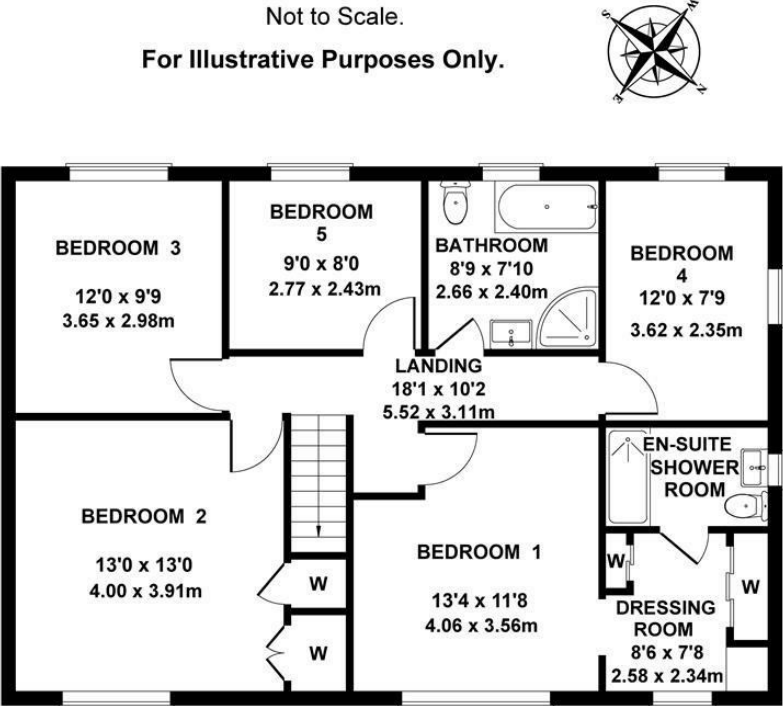 Not to Scale.
For Illustrative Purposes Only.
W
S
N
E
BEDROOM 3
12'0 x 9'9
3.65 x 2.98m
BEDROOM
5
9'0 x 8'0
2.77 x 2.43m
BATHROOM
8'9 x 7'10
2.66 x 2.40m
BEDROOM
4
12'0 x 7'9
3.62 x 2.35m
LANDING
18'1 x 10'2
5.52 x 3.11m
EN-SUITE
SHOWER
ROOM
BEDROOM 2
13'0 x 13'0
4.00 x 3.91m
W
W
BEDROOM 1
13'4 x 11'8
4.06 x 3.56m
W
W
DRESSING
ROOM
8'6 x 7'8
2.58 x 2.34m